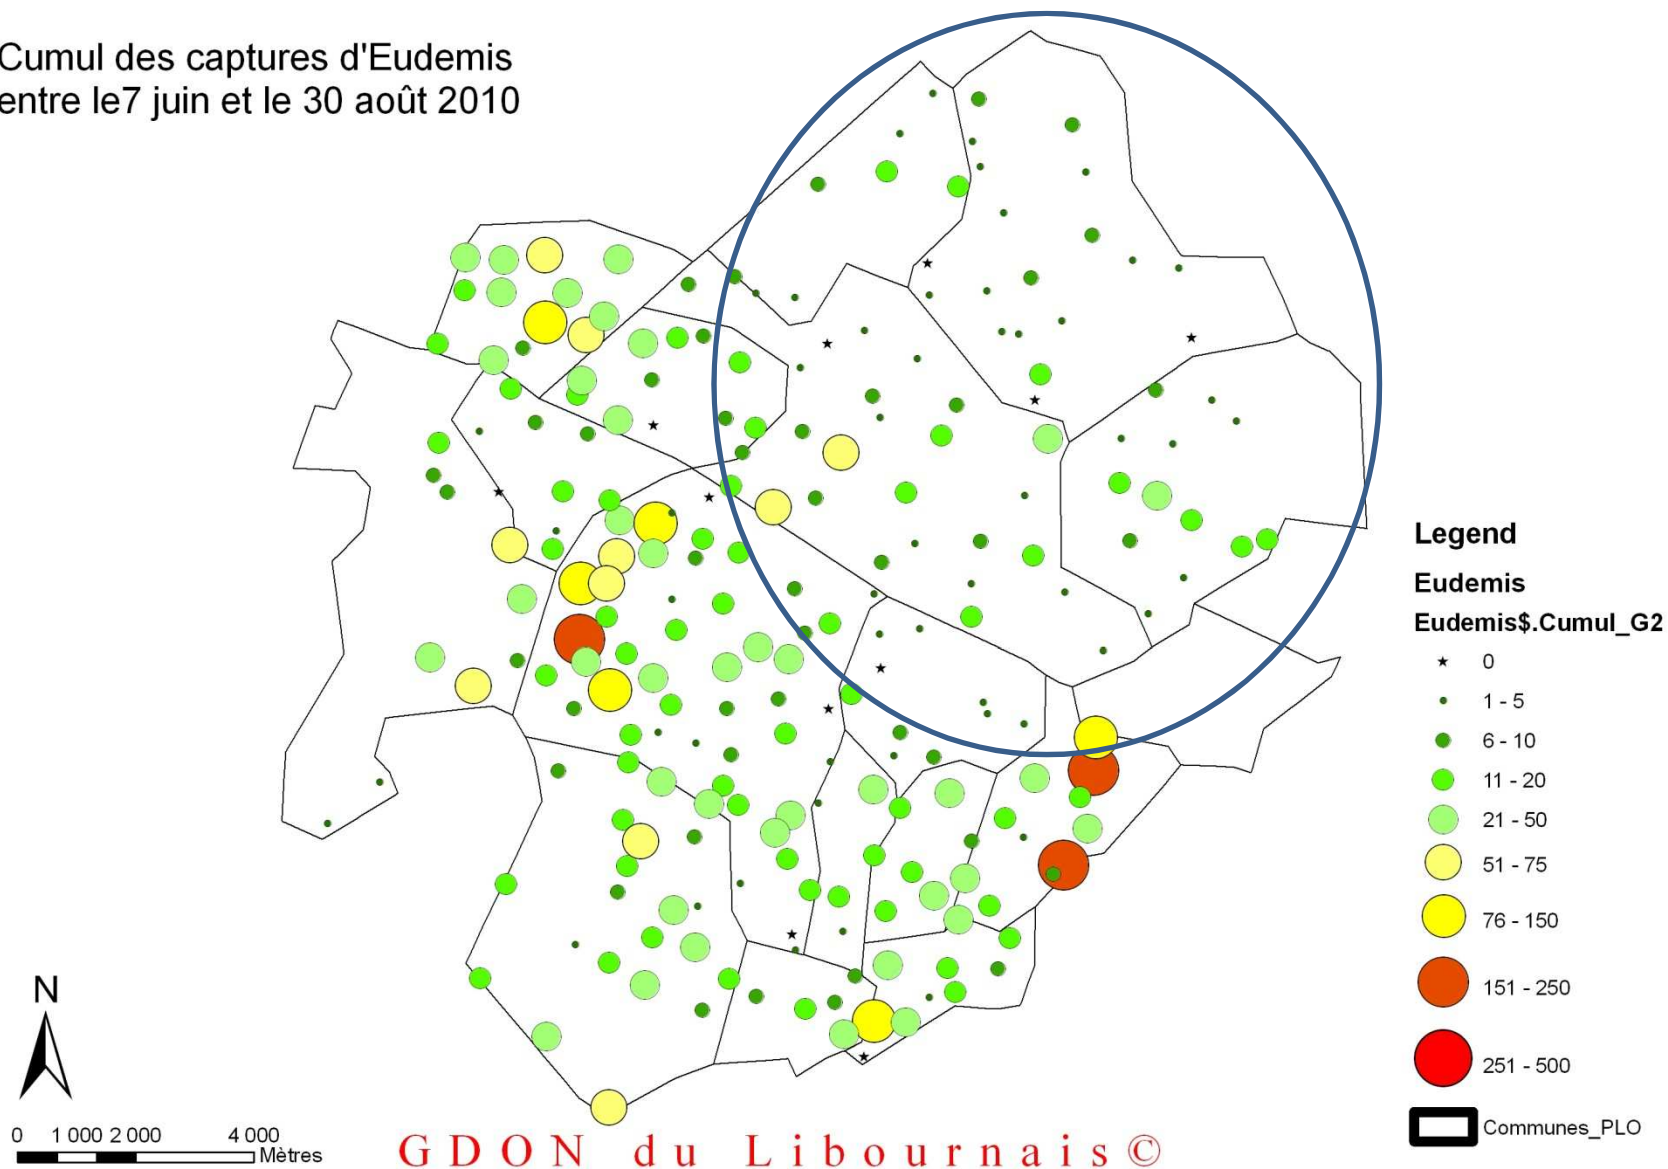 Cumul des captures d'Eudemis
entre le7 juin et le 30 août 2010
Legend
Eudemis
Eudemis$.Cumul_G2
0
1 - 5
6 - 10
11 - 20
21 - 50
51 - 75
76 - 150
151 - 250
251 - 500
Communes_PLO
N
0 1 000 2 000 4 000
Mètres
GDON du Libournais©